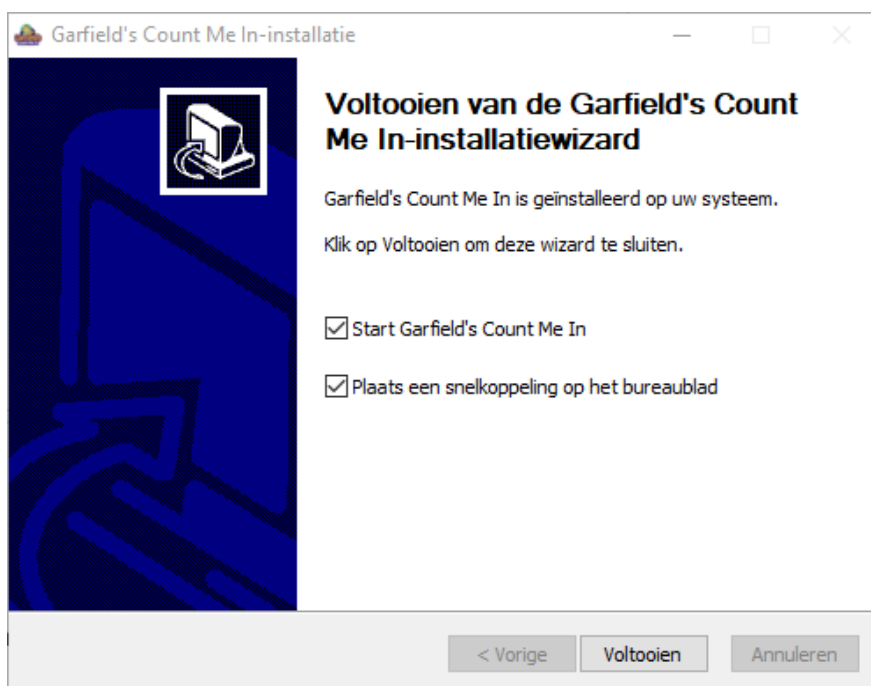 Garfield's Count Me In-installatie
Voltooien van de Garfield's Count
Me In-installatiewizard
Garfield's Count Me In is geïnstalleerd op uw systeem.
Klik op Voltooien om deze wizard te sluiten.
Start Garfield's Count Me In
Plaats een snelkoppeling op het bureaublad
< Vorige
Voltooien
Annuleren